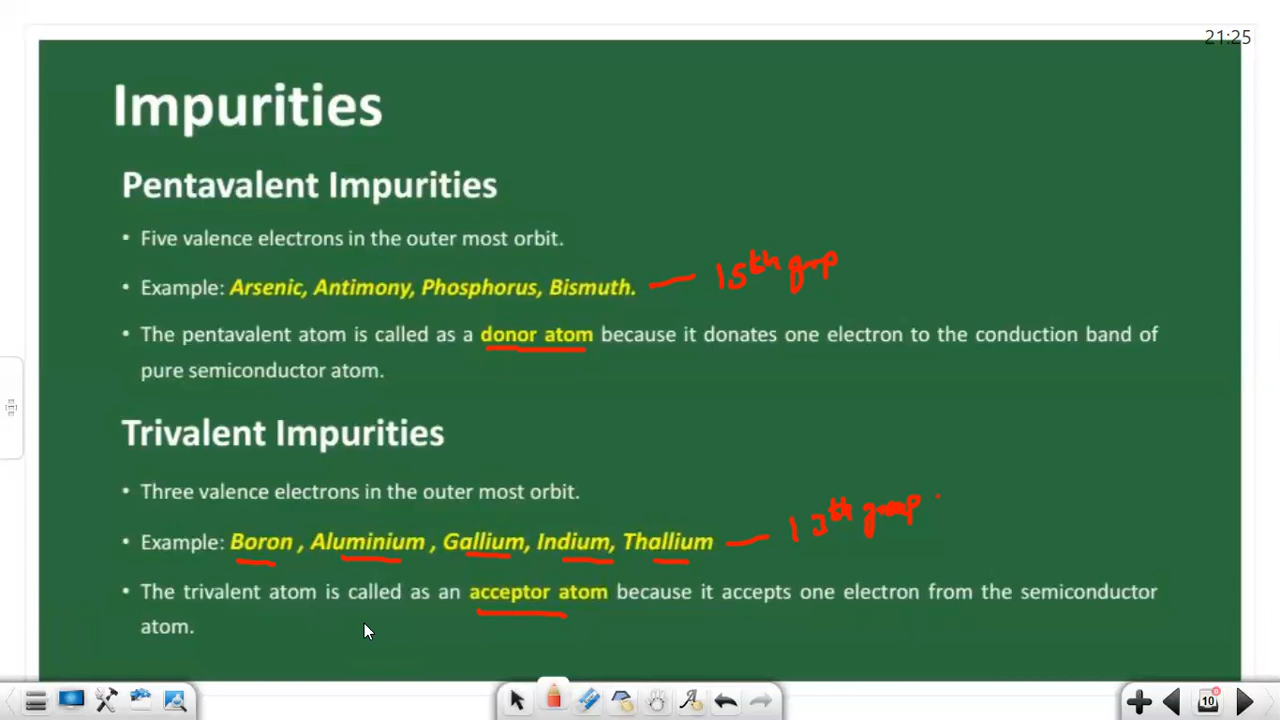 21:25
Impurities
Pentavalent Impurities
• Five valence electrons in the outer most orbit.
• Example: Arsenic, Antimony, Phosphorus, Bismuth. — 15th grop
• The pentavalent atom is called as a donor atom because it donates one electron to the conduction band of
pure semiconductor atom.
Trivalent Impurities
• Three valence electrons in the outer most orbit.
• Example: Boron , Aluminium , Gallium, Indium, Thallium — 13th group
• The trivalent atom is called as an acceptor atom because it accepts one electron from the semiconductor
atom.
10